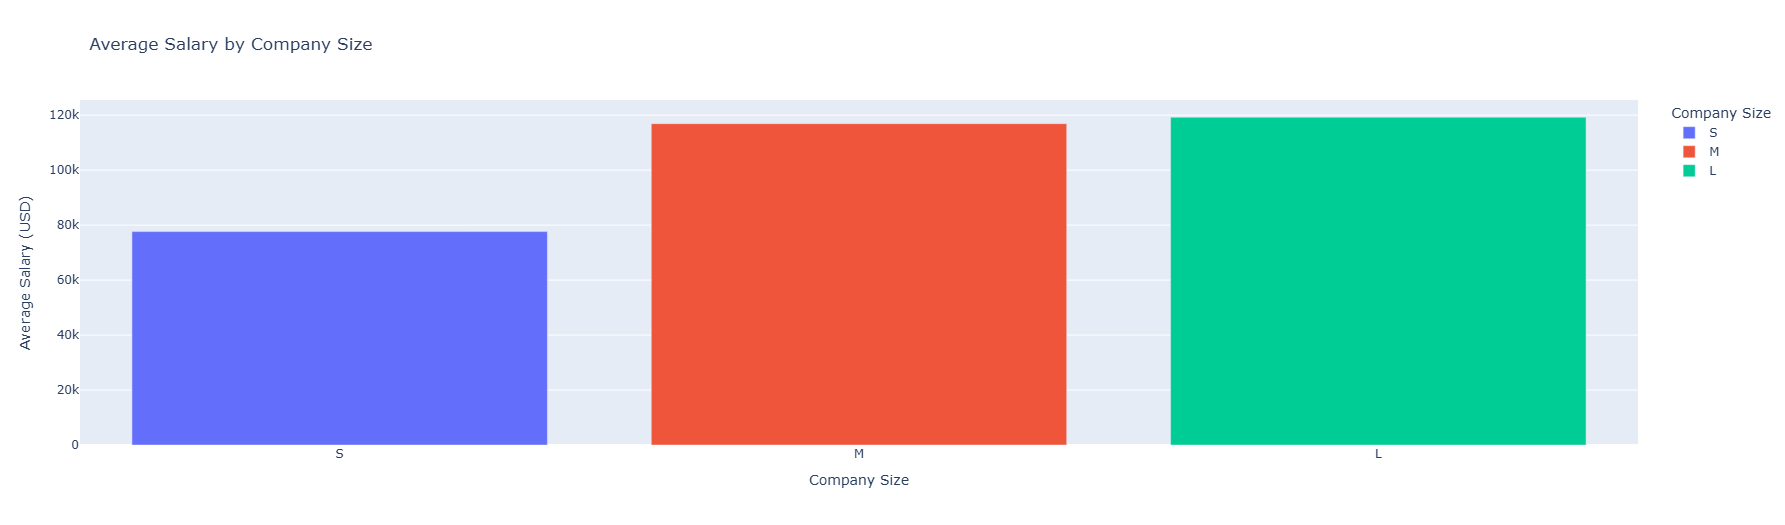 Average Salary by Company Size
120k
100k
80k
60k
40k
20k
0
Average Salary (USD)
S
M
L
Company Size
Company Size
S
M
L